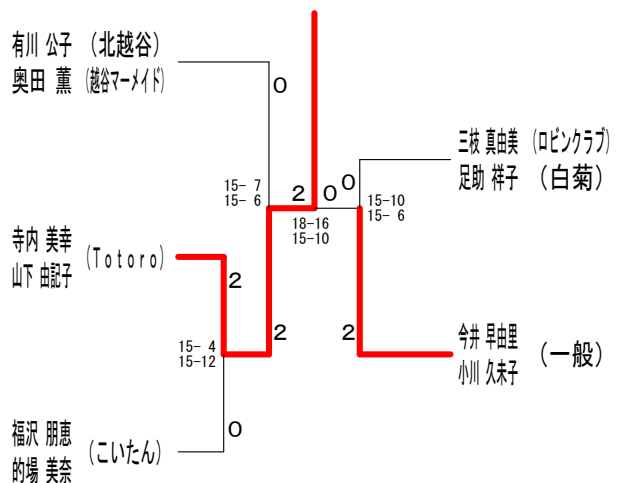 有川 公子 (北越谷)
奥田 薫 (越谷マーメイド)
0
三枝 真由美 (ロビンクラブ)
足助 祥子 (白菊)
15- 7
15- 6
2
0
0
15-10
15- 6
18-16
15-10
寺内 美幸
山下 由記子
(Totoro)
2
2
2
今井 早由里
小川 久未子
(一般)
15- 4
15-12
0
福沢 朋恵
的場 美奈
(こいたん)